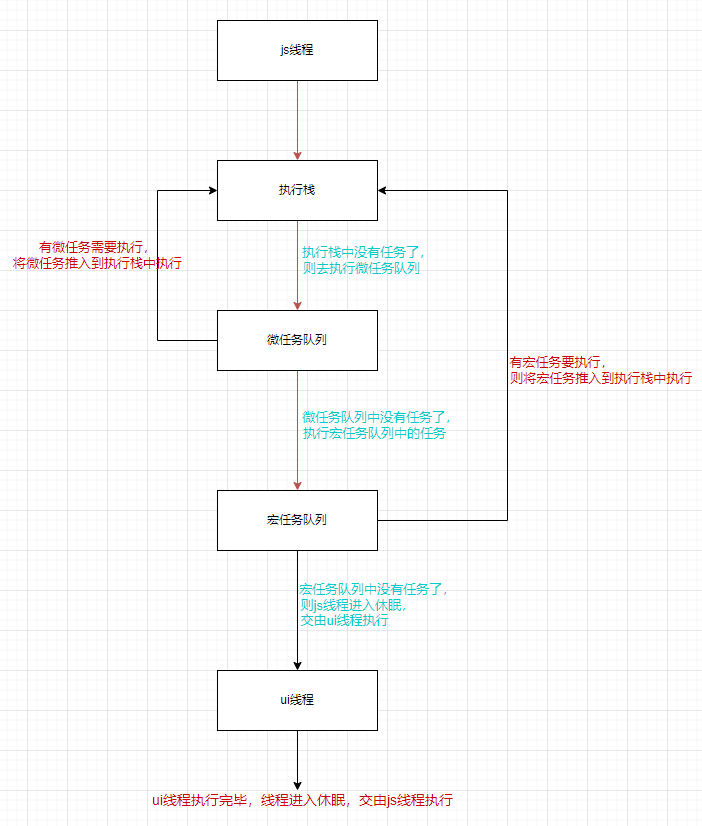 js线程
执行栈
有微任务需要执行，
将微任务推入到执行栈中执行
执行栈中没有任务了，
则去执行微任务队列
微任务队列
有宏任务要执行，
则将宏任务推入到执行栈中执行
微任务队列中没有任务了，
执行宏任务队列中的任务
宏任务队列
宏任务队列中没有任务了，
则js线程进入休眠，
交由ui线程执行
ui线程
ui线程执行完毕，线程进入休眠，交由js线程执行